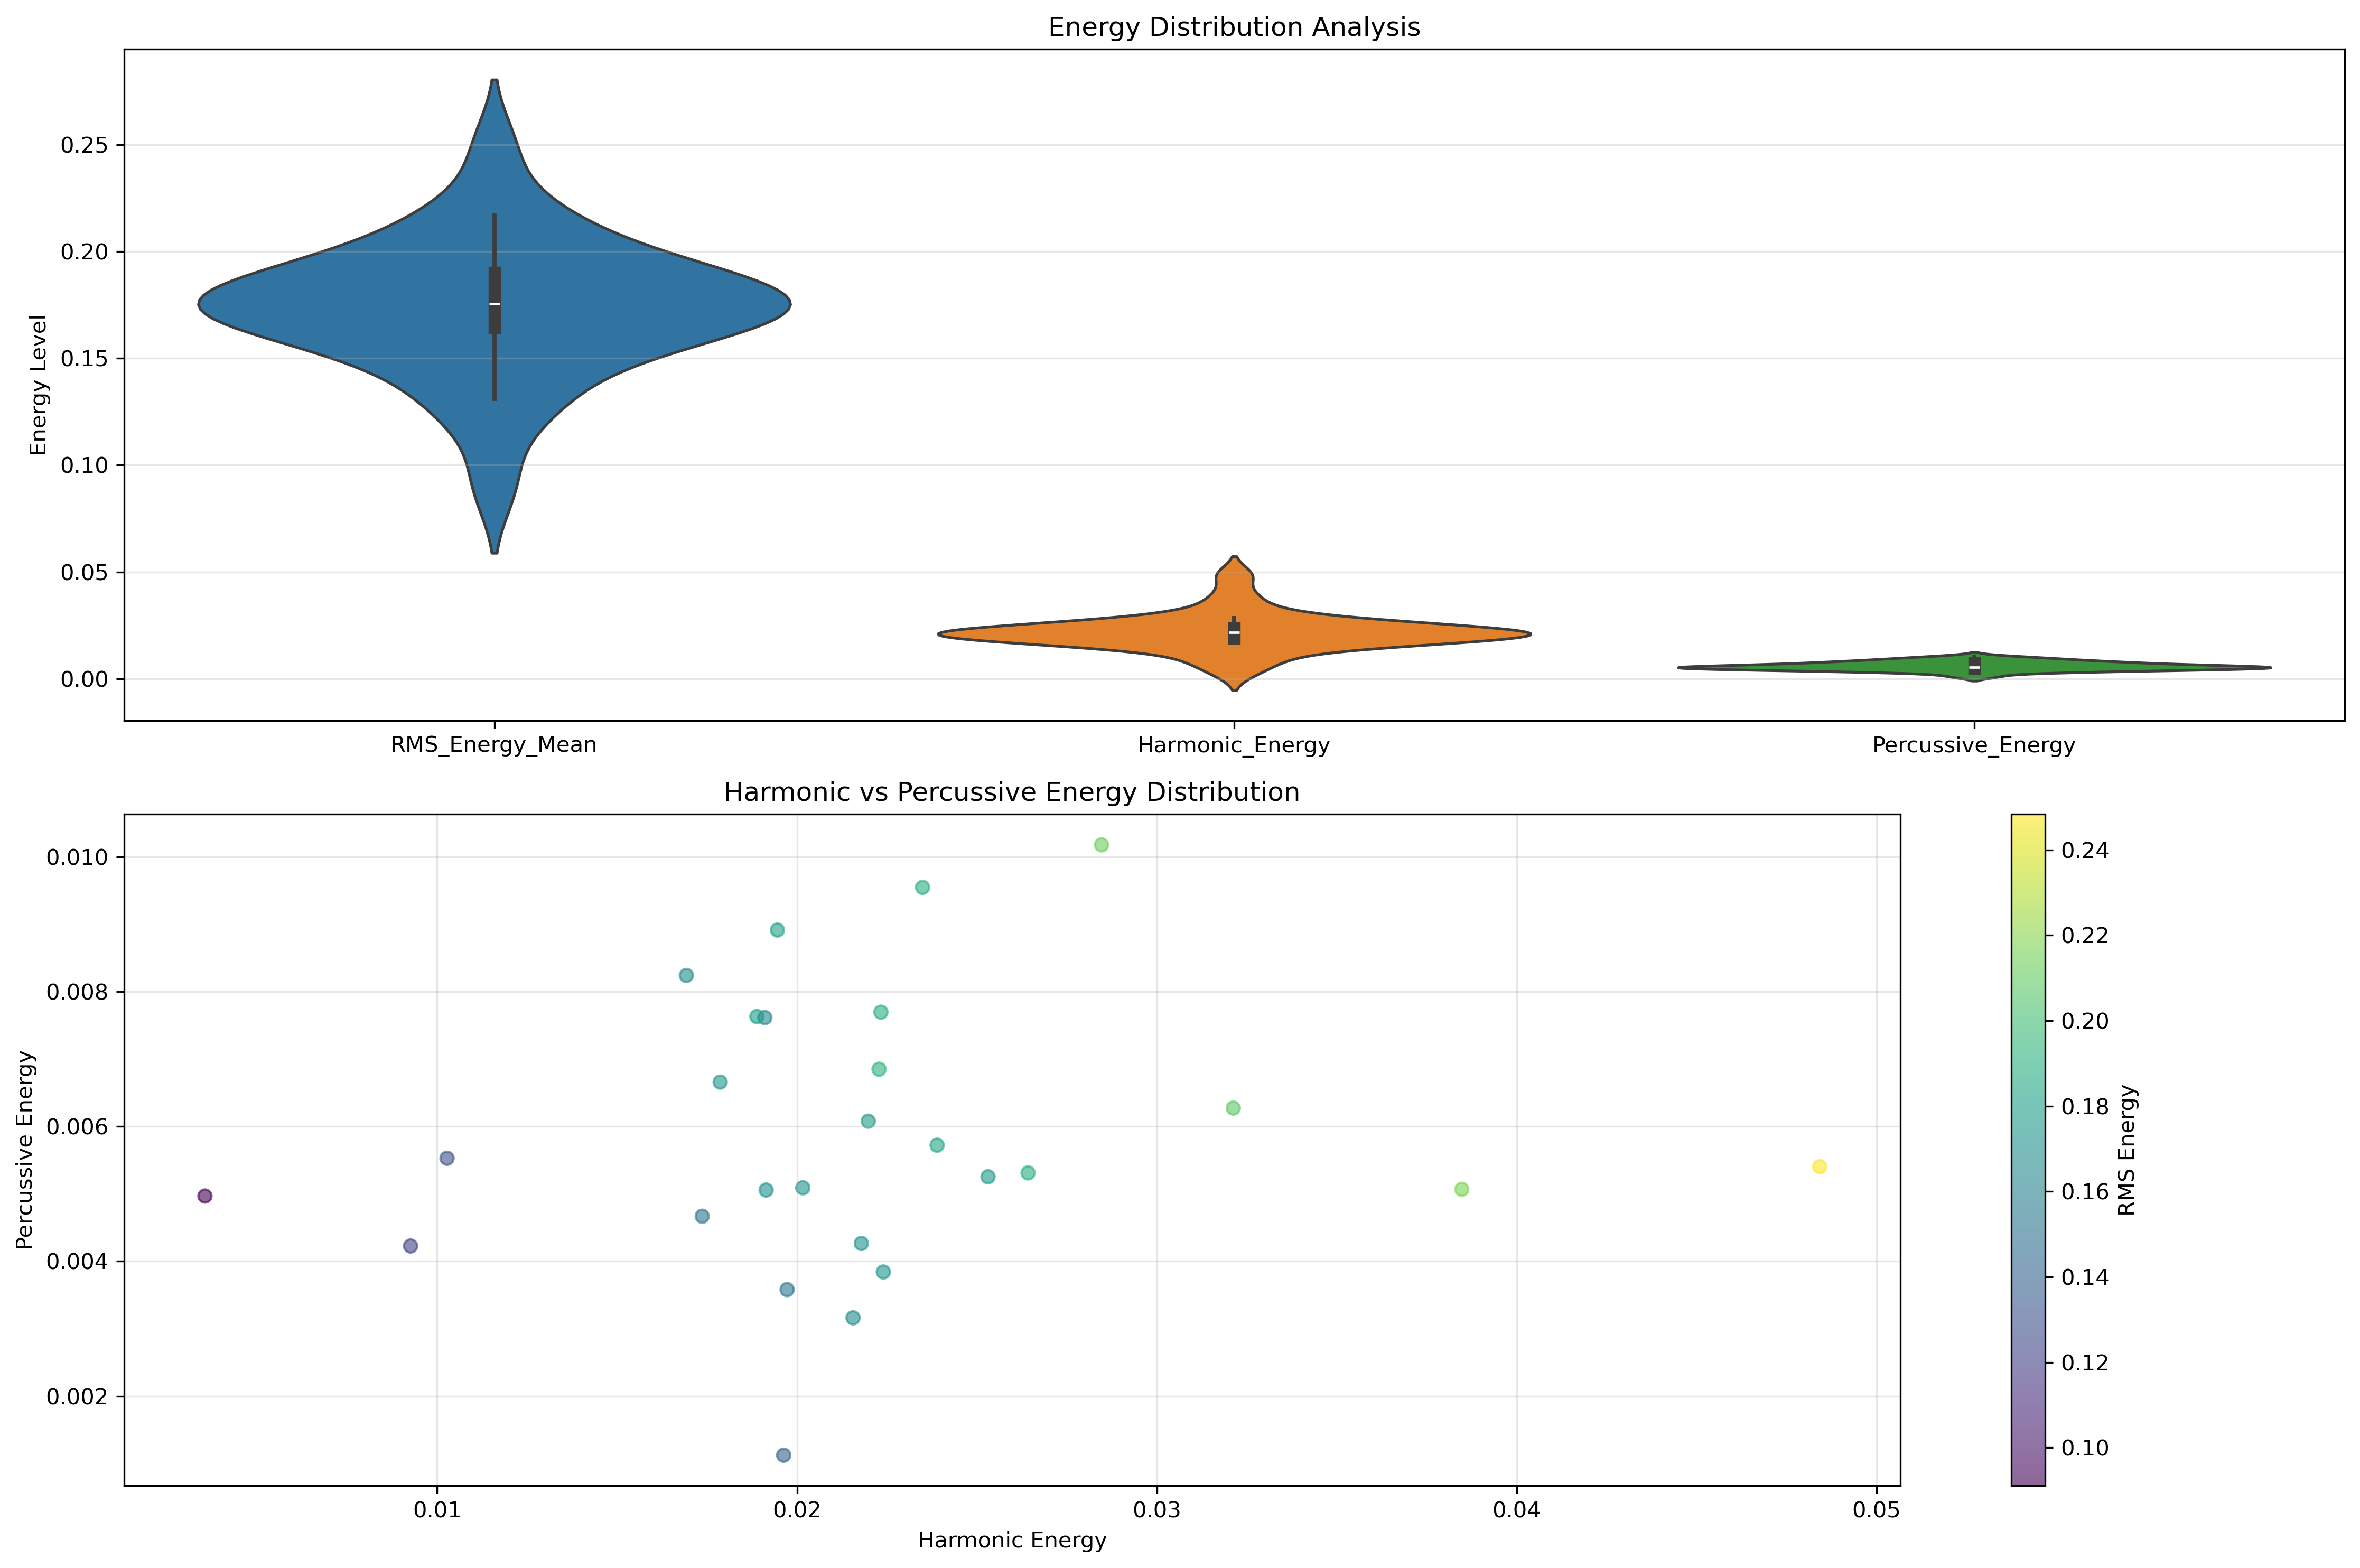 Energy Distribution Analysis
Energy Level
0.25
0.20
0.15
0.10
0.05
0.00
RMS_Energy_Mean
Harmonic_Energy
Percussive_Energy
Harmonic vs Percussive Energy Distribution
Percussive Energy
0.010
0.008
0.006
0.004
0.002
0.01
0.02
0.03
0.04
0.05
Harmonic Energy
0.24
0.22
0.20
0.18
0.16
0.14
0.12
0.10
RMS Energy